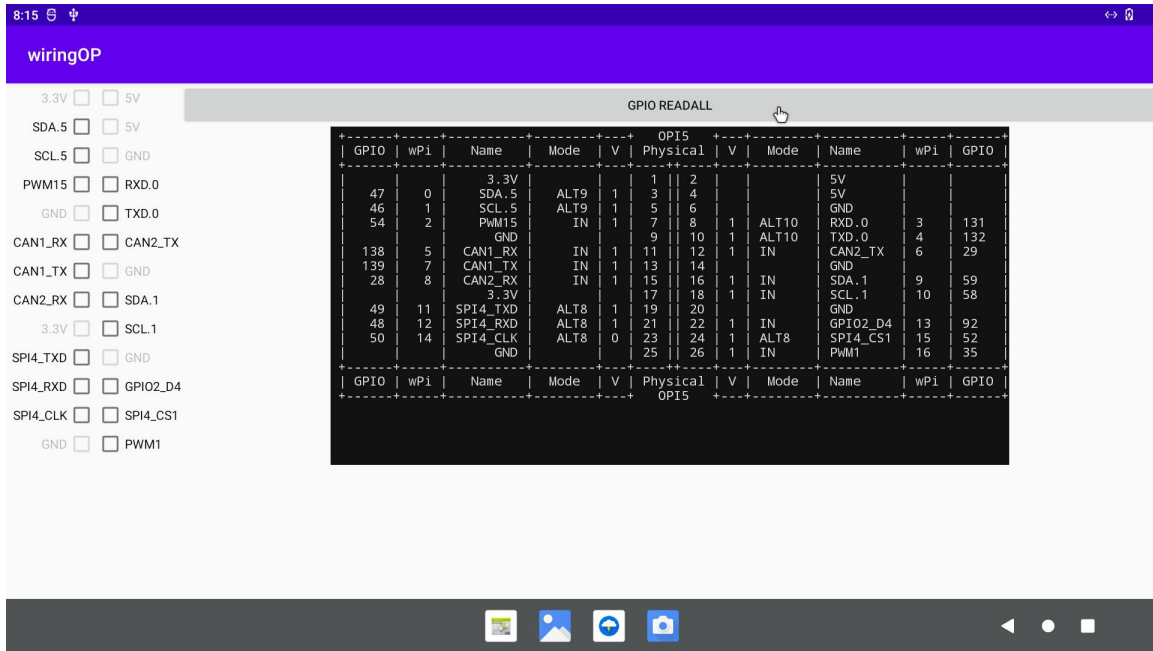 8:15
wiringOP
3.3V 5V
SDA.5 5V
SCL.5 GND
PWM15 RXD.0
GND TXD.0
CAN1_RX CAN2_TX
CAN1_TX GND
CAN2_RX SDA.1
3.3V SCL.1
SPI4_TXD GND
SPI4_RXD GPIO2_D4
SPI4_CLK SPI4_CS1
GND PWM1
GPIO READALL
+------+-----+----------+--------+---+   OPI5   +---+--------+----------+-----+------+
| GPIO | wPi |   Name   |  Mode  | V | Physical | V |  Mode  | Name     | wPi | GPIO |
+------+-----+----------+--------+---+----++----+---+--------+----------+-----+------+
|      |     |     3.3V |        |   |  1 || 2  |   |        | 5V       |     |      |
|   47 |   0 |    SDA.5 |   ALT9 | 1 |  3 || 4  |   |        | 5V       |     |      |
|   46 |   1 |    SCL.5 |   ALT9 | 1 |  5 || 6  |   |        | GND      |     |      |
|   54 |   2 |    PWM15 |     IN | 1 |  7 || 8  | 1 | ALT10  | RXD.0    | 3   | 131  |
|      |     |      GND |        |   |  9 || 10 | 1 | ALT10  | TXD.0    | 4   | 132  |
|  138 |   5 |  CAN1_RX |     IN | 1 | 11 || 12 | 1 | IN     | CAN2_TX  | 6   | 29   |
|  139 |   7 |  CAN1_TX |     IN | 1 | 13 || 14 |   |        | GND      |     |      |
|   28 |   8 |  CAN2_RX |     IN | 1 | 15 || 16 | 1 | IN     | SDA.1    | 9   | 59   |
|      |     |     3.3V |        |   | 17 || 18 | 1 | IN     | SCL.1    | 10  | 58   |
|   49 |  11 | SPI4_TXD |   ALT8 | 1 | 19 || 20 |   |        | GND      |     |      |
|   48 |  12 | SPI4_RXD |   ALT8 | 1 | 21 || 22 | 1 | IN     | GPIO2_D4 | 13  | 92   |
|   50 |  14 | SPI4_CLK |   ALT8 | 0 | 23 || 24 | 1 | ALT8   | SPI4_CS1 | 15  | 52   |
|      |     |      GND |        |   | 25 || 26 | 1 | IN     | PWM1     | 16  | 35   |
+------+-----+----------+--------+---+----++----+---+--------+----------+-----+------+
| GPIO | wPi |   Name   |  Mode  | V | Physical | V |  Mode  | Name     | wPi | GPIO |
+------+-----+----------+--------+---+   OPI5   +---+--------+----------+-----+------+